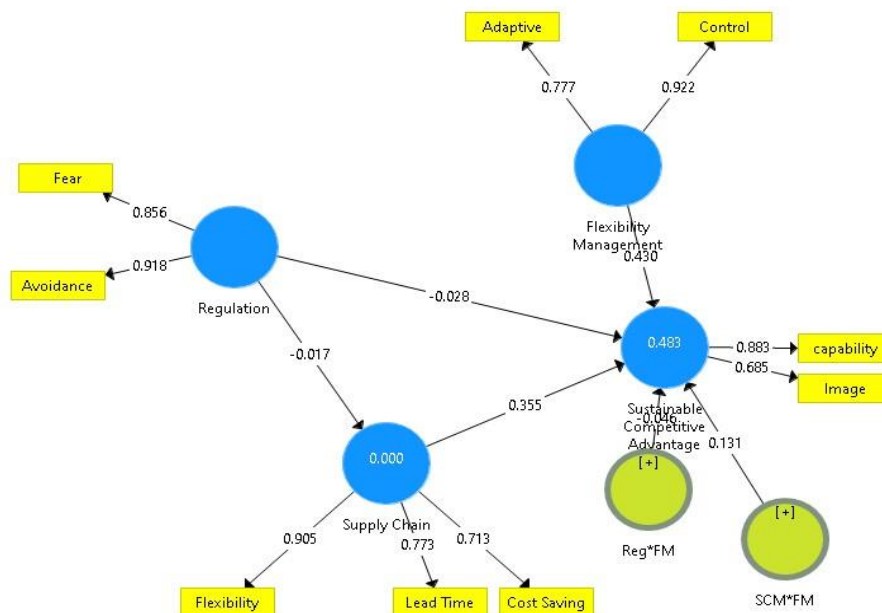 Adaptive
Control
0.777
0.922
Fear
0.856
Flexibility
Management
0.430
0.918
Avoidance
Regulation
-0.028
-0.017
0.483
0.883
capability
0.685
Image
0.355
Sustainable
Competitive
Advantage
-0.046
0.131
0.000
[+]
Supply Chain
[+]
0.905
0.773
0.713
Reg*FM
SCM*FM
Flexibility
Lead Time
Cost Saving